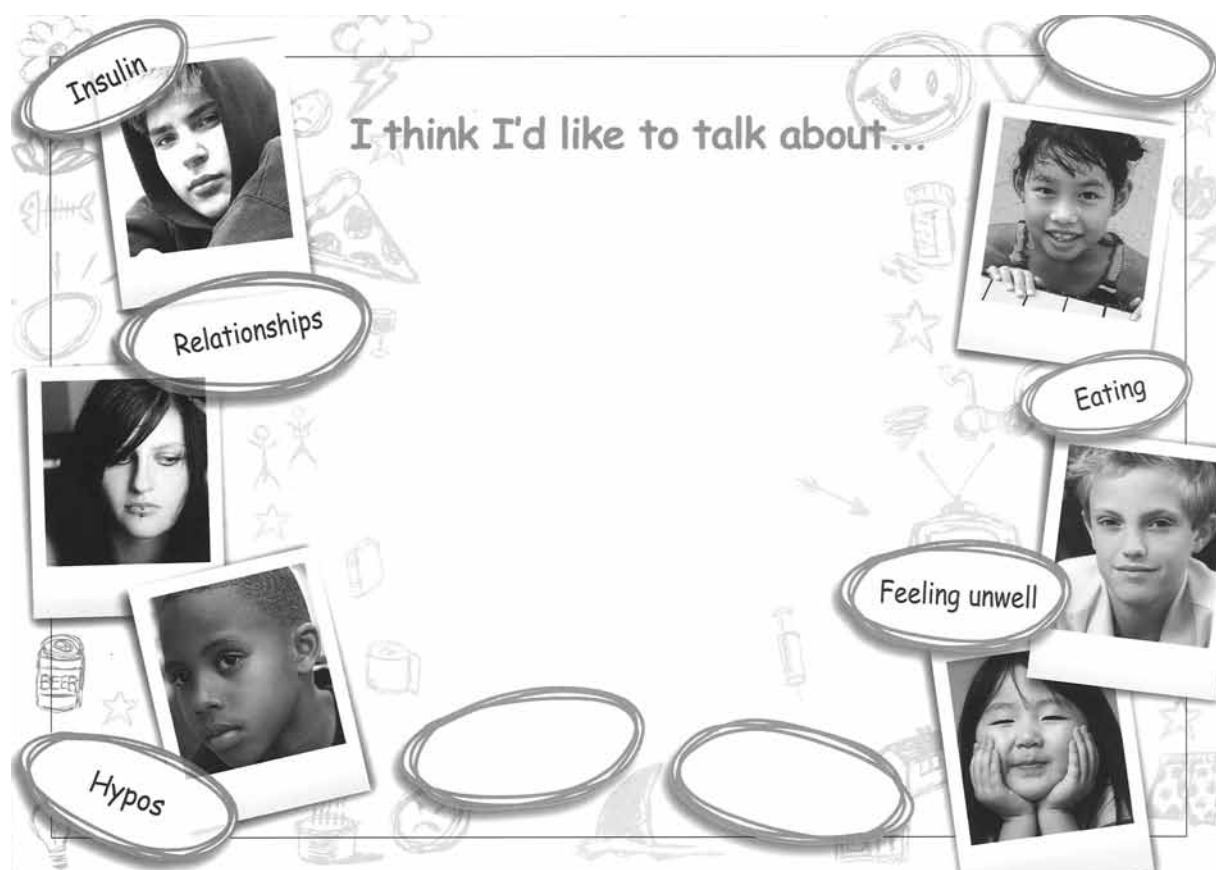 Insulin
I think I'd like to talk about...
Relationships
Eating
Feeling unwell
BEER
Hypos